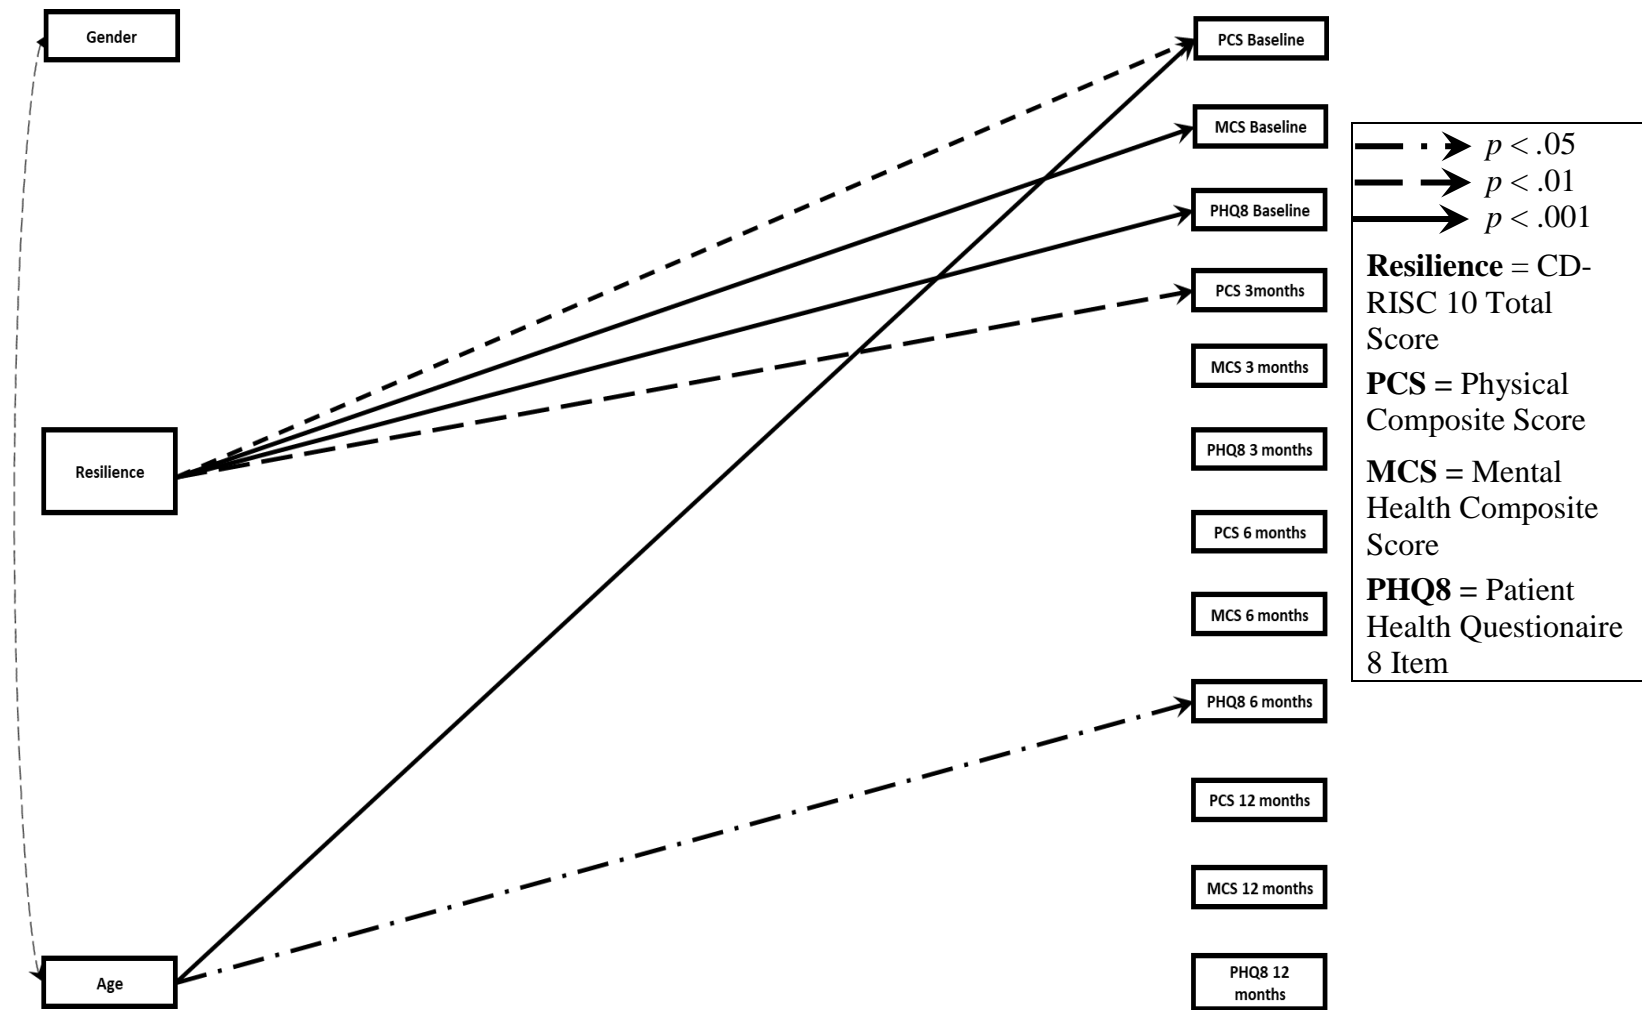 Gender
Resilience
Age
PCS Baseline
MCS Baseline
PHQ8 Baseline
PCS 3months
MCS 3 months
PHQ8 3 months
PCS 6 months
MCS 6 months
PHQ8 6 months
PCS 12 months
MCS 12 months
PHQ8 12
months
p < .05
p < .01
p < .001
Resilience = CD-
RISC 10 Total
Score
PCS = Physical
Composite Score
MCS = Mental
Health Composite
Score
PHQ8 = Patient
Health Questionaire
8 Item